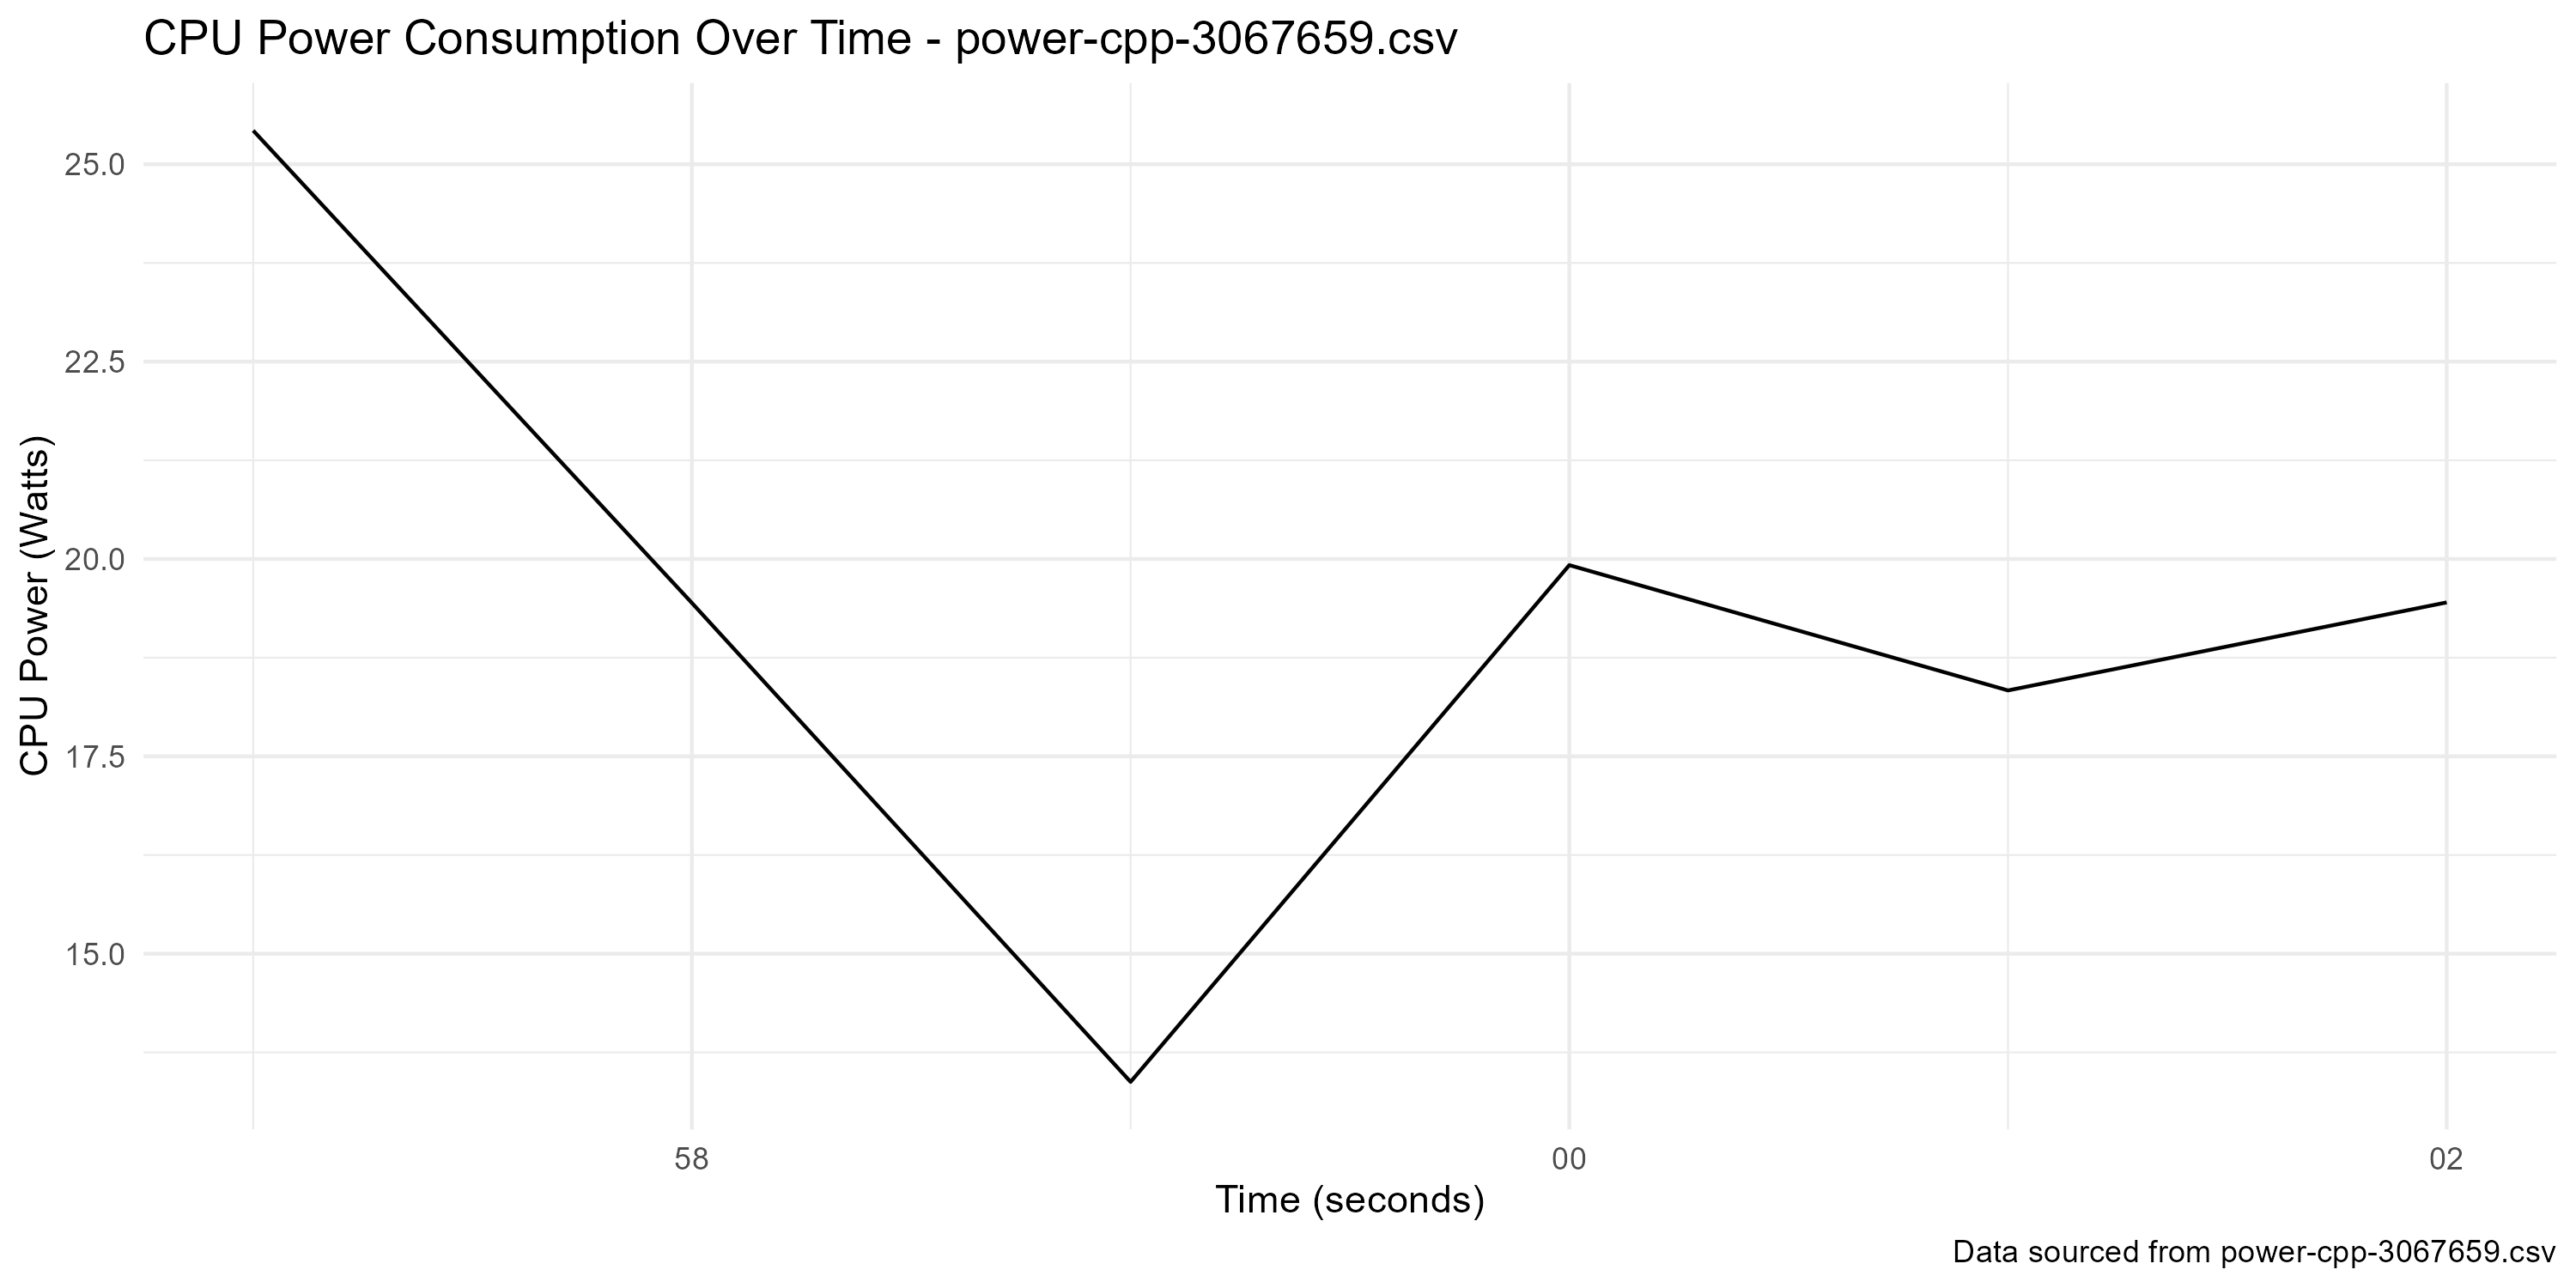 CPU Power Consumption Over Time - power-cpp-3067659.csv
CPU Power (Watts)
25.0
22.5
20.0
17.5
15.0
58
00
02
Time (seconds)
Data sourced from power-cpp-3067659.csv